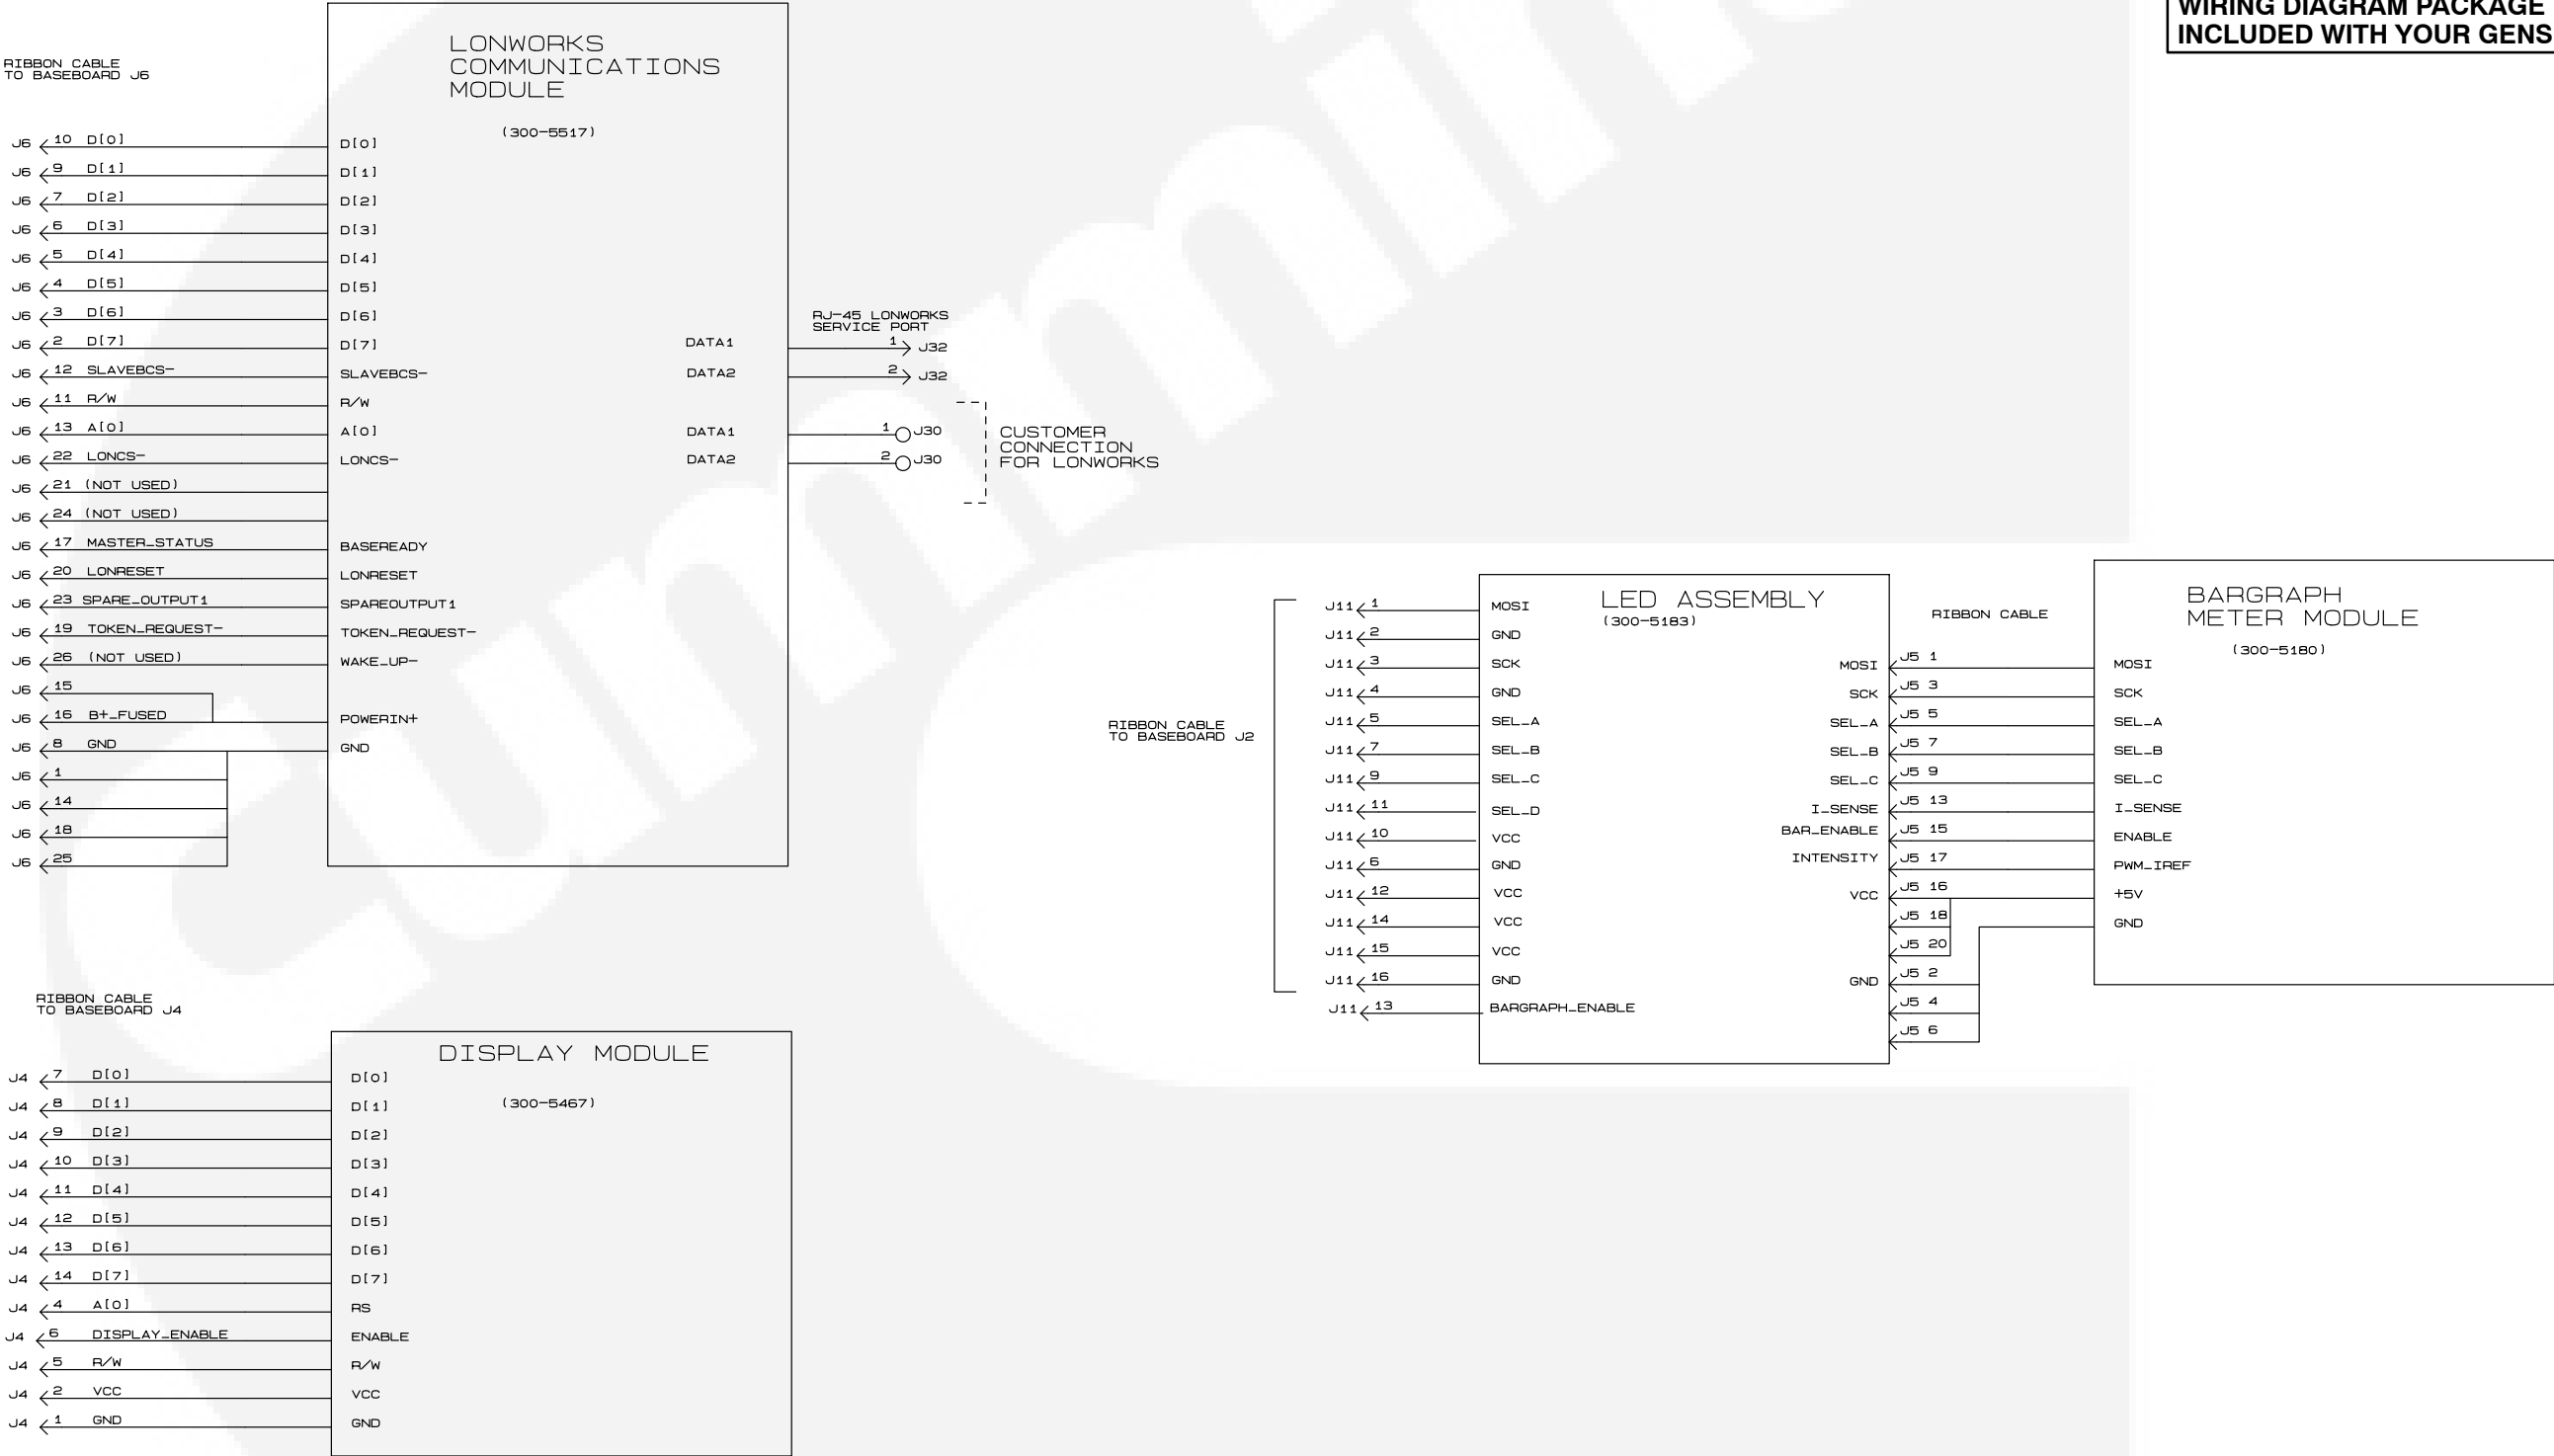 WIRING DIAGRAM PACKAGE
INCLUDED WITH YOUR GENS
RIBBON CABLE
TO BASEBOARD J6
LONWORKS
COMMUNICATIONS
MODULE
(300-5517)
J6 10 D[0] D[0]
J6 9 D[1] D[1]
J6 7 D[2] D[2]
J6 6 D[3] D[3]
J6 5 D[4] D[4]
J6 4 D[5] D[5]
J6 3 D[6] D[6]
J6 2 D[7] D[7]
J6 12 SLAVEBCS- SLAVEBCS-
J6 11 R/W R/W
J6 13 A[0] A[0]
J6 22 LONCS- LONCS-
J6 21 (NOT USED)
J6 24 (NOT USED)
J6 17 MASTER_STATUS BASEREADY
J6 20 LONRESET LONRESET
J6 23 SPARE_OUTPUT1 SPAREOUTPUT1
J6 19 TOKEN_REQUEST- TOKEN_REQUEST-
J6 26 (NOT USED) WAKE_UP-
J6 15
J6 16 B+_FUSED POWERIN+
J6 8 GND GND
J6 1
J6 14
J6 18
J6 25
RJ-45 LONWORKS
SERVICE PORT
DATA1 1 J32
DATA2 2 J32
DATA1 1 J30
DATA2 2 J30
CUSTOMER
CONNECTION
FOR LONWORKS
RIBBON CABLE
TO BASEBOARD J4
DISPLAY MODULE
(300-5467)
J4 7 D[0] D[0]
J4 8 D[1] D[1]
J4 9 D[2] D[2]
J4 10 D[3] D[3]
J4 11 D[4] D[4]
J4 12 D[5] D[5]
J4 13 D[6] D[6]
J4 14 D[7] D[7]
J4 4 A[0] RS
J4 6 DISPLAY_ENABLE ENABLE
J4 5 R/W R/W
J4 2 VCC VCC
J4 1 GND GND
RIBBON CABLE
TO BASEBOARD J2
LED ASSEMBLY
(300-5183)
J11 1 MOSI
J11 2 GND
J11 3 SCK
J11 4 GND
J11 5 SEL_A
J11 7 SEL_B
J11 9 SEL_C
J11 11 SEL_D
J11 10 VCC
J11 6 GND
J11 12 VCC
J11 14 VCC
J11 15 VCC
J11 16 GND
J11 13 BARGRAPH_ENABLE
RIBBON CABLE
BARGRAPH
METER MODULE
(300-5180)
MOSI J5 1 MOSI
SCK J5 3 SCK
SEL_A J5 5 SEL_A
SEL_B J5 7 SEL_B
SEL_C J5 9 SEL_C
I_SENSE J5 13 I_SENSE
BAR_ENABLE J5 15 ENABLE
INTENSITY J5 17 PWM_IREF
VCC J5 16 +5V
J5 18 GND
J5 20
GND J5 2
J5 4
J5 6
Cummin